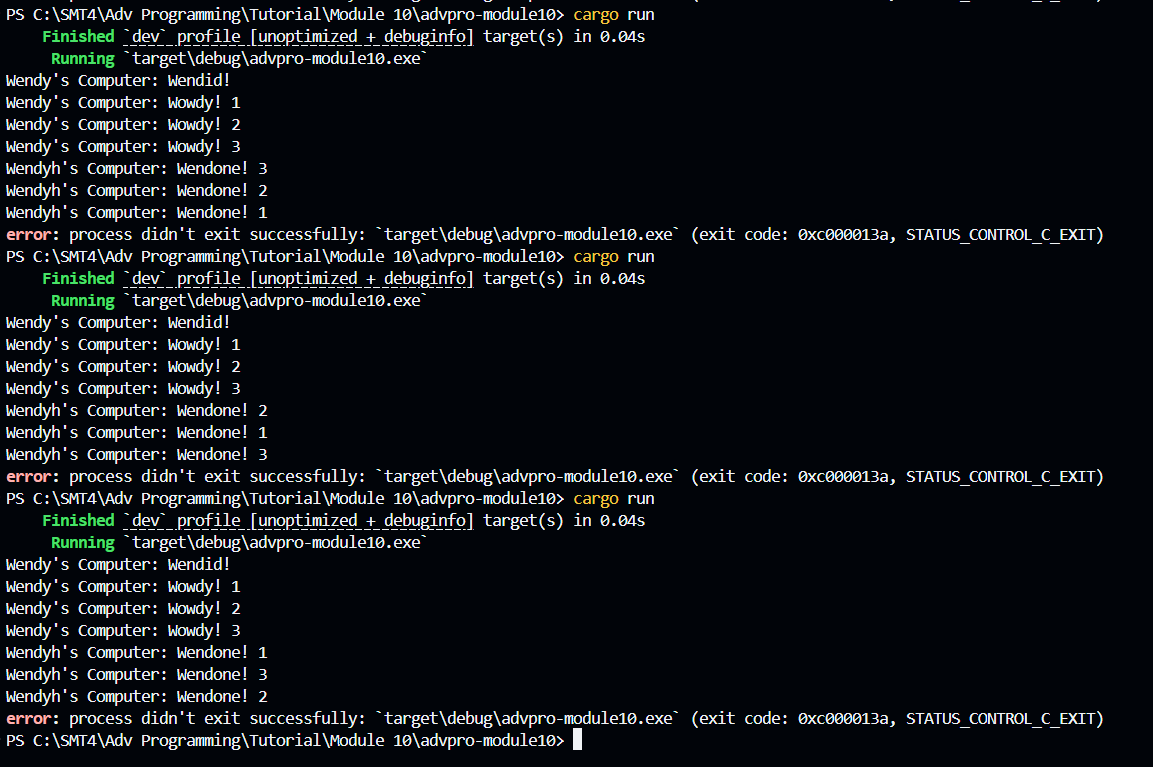 PS C:\SMT4\Adv Programming\Tutorial\Module 10\advpro-module10> cargo run
    Finished `dev` profile [unoptimized + debuginfo] target(s) in 0.04s
     Running `target\debug\advpro-module10.exe`
Wendy's Computer: Wendid!
Wendy's Computer: Wowdy! 1
Wendy's Computer: Wowdy! 2
Wendy's Computer: Wowdy! 3
Wendyh's Computer: Wendone! 3
Wendyh's Computer: Wendone! 2
Wendyh's Computer: Wendone! 1
error: process didn't exit successfully: `target\debug\advpro-module10.exe` (exit code: 0xc000013a, STATUS_CONTROL_C_EXIT)
PS C:\SMT4\Adv Programming\Tutorial\Module 10\advpro-module10> cargo run
    Finished `dev` profile [unoptimized + debuginfo] target(s) in 0.04s
     Running `target\debug\advpro-module10.exe`
Wendy's Computer: Wendid!
Wendy's Computer: Wowdy! 1
Wendy's Computer: Wowdy! 2
Wendy's Computer: Wowdy! 3
Wendyh's Computer: Wendone! 2
Wendyh's Computer: Wendone! 1
Wendyh's Computer: Wendone! 3
error: process didn't exit successfully: `target\debug\advpro-module10.exe` (exit code: 0xc000013a, STATUS_CONTROL_C_EXIT)
PS C:\SMT4\Adv Programming\Tutorial\Module 10\advpro-module10> cargo run
    Finished `dev` profile [unoptimized + debuginfo] target(s) in 0.04s
     Running `target\debug\advpro-module10.exe`
Wendy's Computer: Wendid!
Wendy's Computer: Wowdy! 1
Wendy's Computer: Wowdy! 2
Wendy's Computer: Wowdy! 3
Wendyh's Computer: Wendone! 1
Wendyh's Computer: Wendone! 3
Wendyh's Computer: Wendone! 2
error: process didn't exit successfully: `target\debug\advpro-module10.exe` (exit code: 0xc000013a, STATUS_CONTROL_C_EXIT)
PS C:\SMT4\Adv Programming\Tutorial\Module 10\advpro-module10>